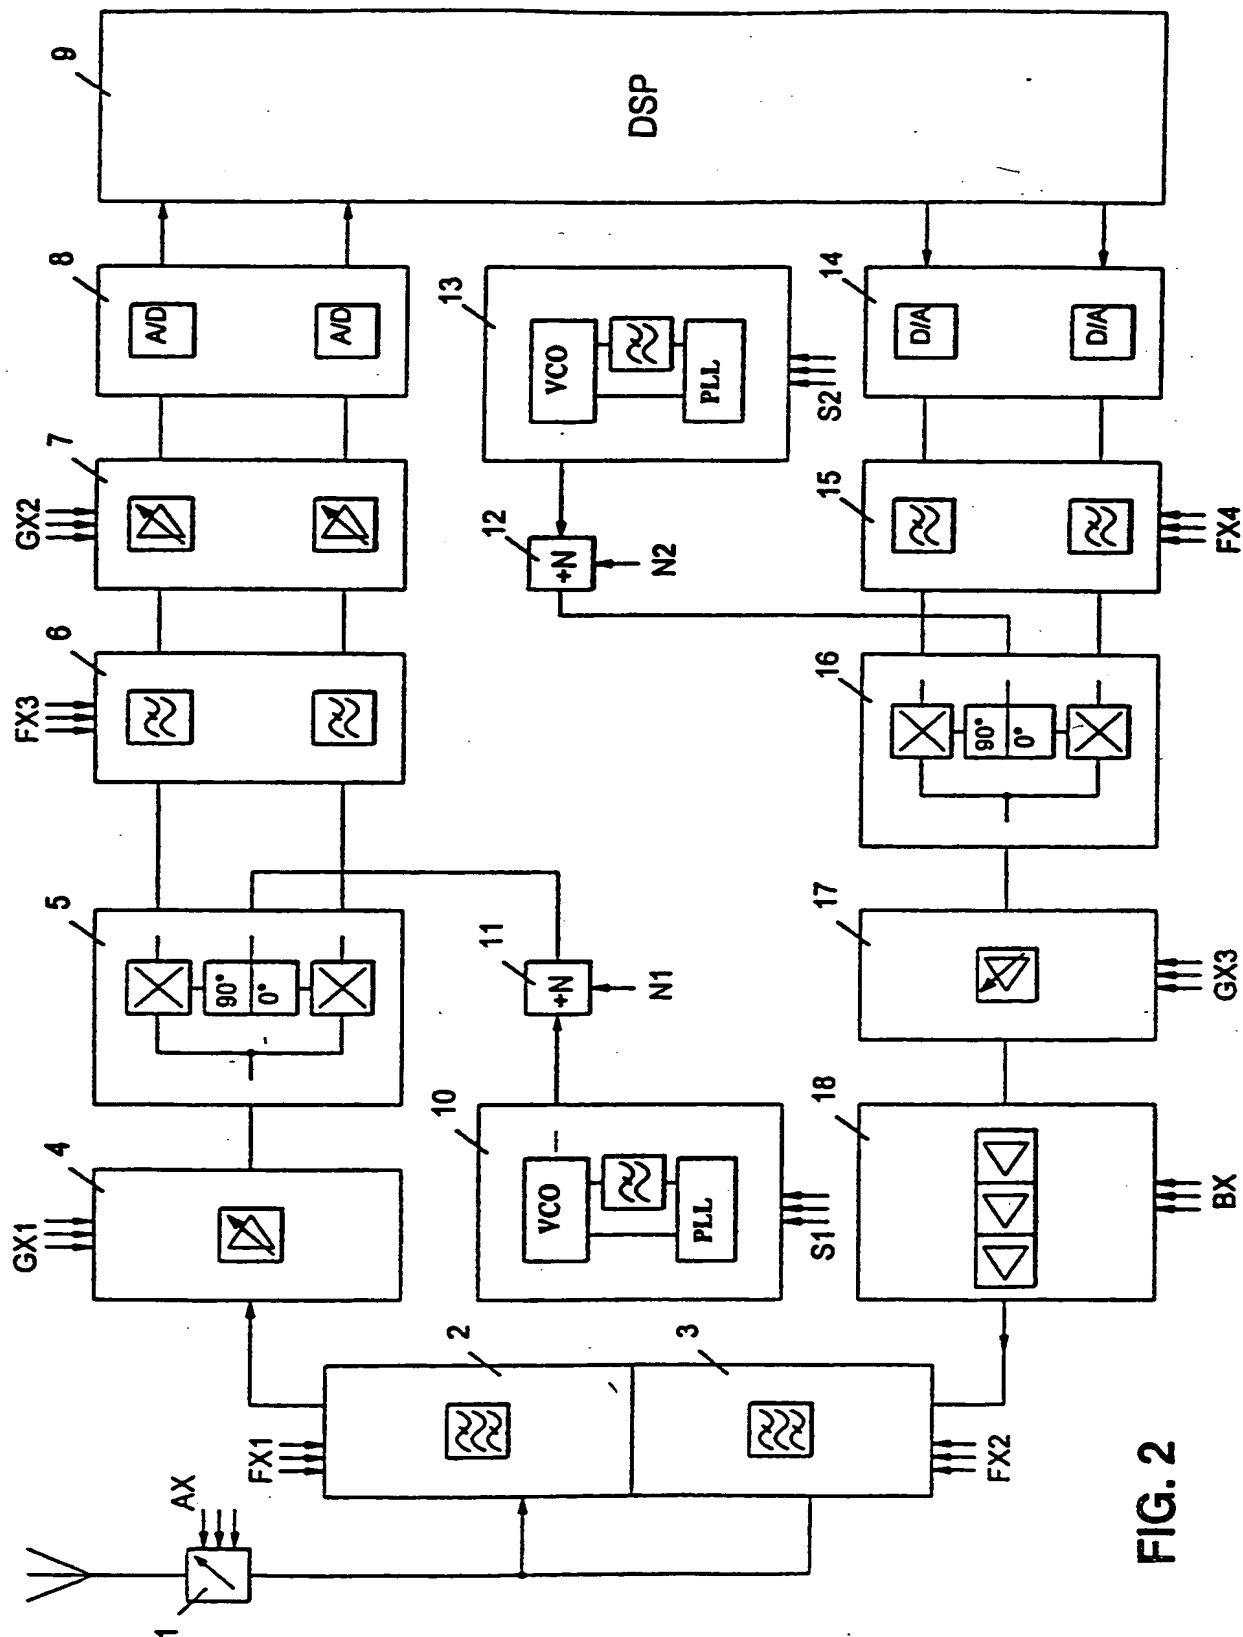 1
AX
FX1
2
3
FX2
GX1
4
5
90°
0°
FX3
6
GX2
7
8
A/D
A/D
9
DSP
10
VCO
PLL
S1
11
+N
N1
12
+N
N2
13
VCO
PLL
S2
14
D/A
D/A
15
FX4
16
90°
0°
17
GX3
18
BX
FIG. 2